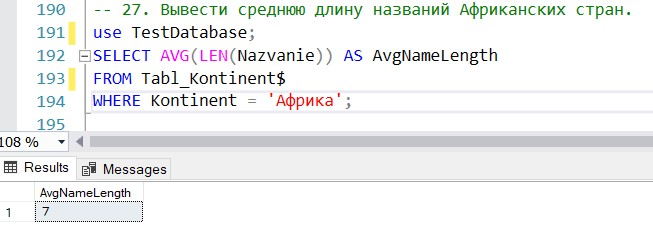 190 -- 27. Вывести среднюю длину названий Африканских стран.
191 use TestDatabase;
192 SELECT AVG(LEN(Nazvanie)) AS AvgNameLength
193 FROM Tabl_Kontinent$
194 WHERE Kontinent = 'Африка';
195
108 %
Results Messages
AvgNameLength
1 7